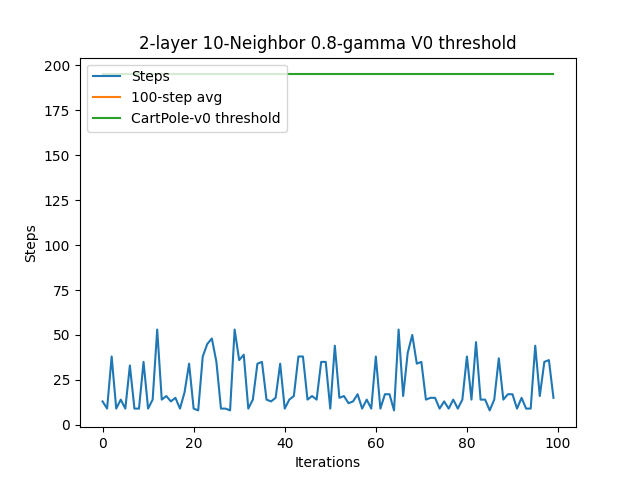 2-layer 10-Neighbor 0.8-gamma V0 threshold
Steps
100-step avg
CartPole-v0 threshold
200
175
150
125
100
75
50
25
0
Steps
0 20 40 60 80 100
Iterations